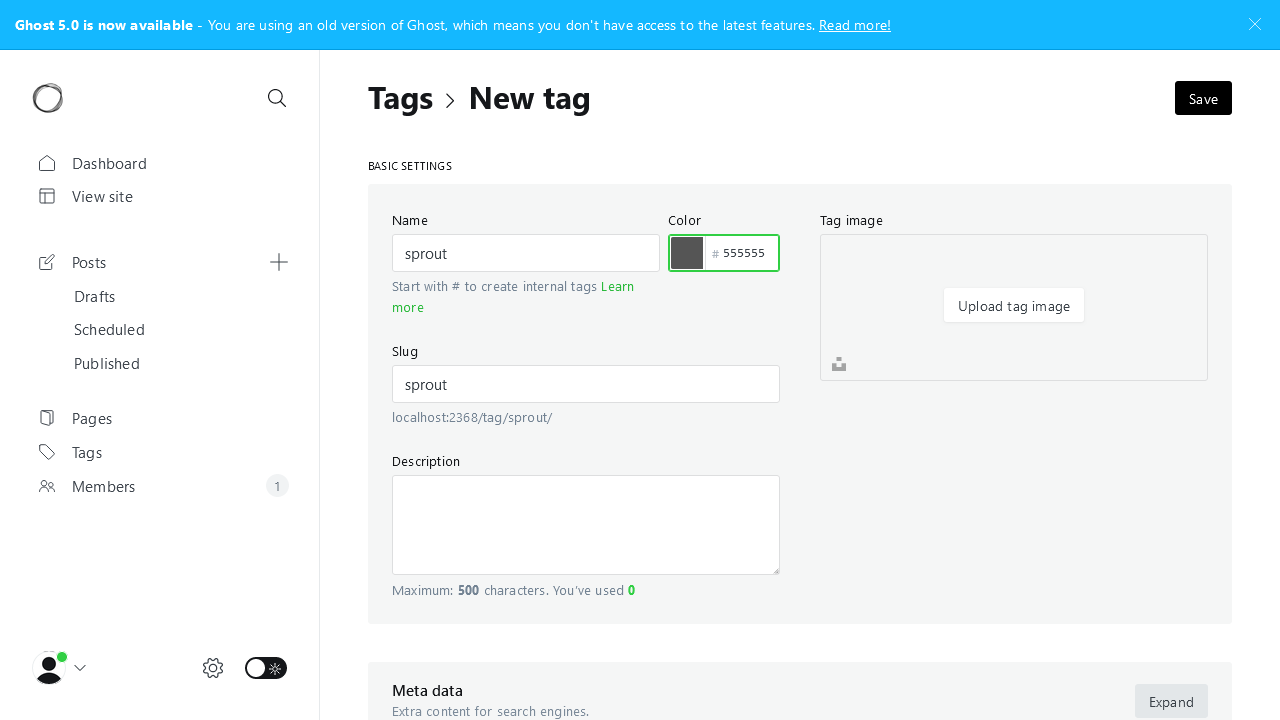 Ghost 5.0 is now available - You are using an old version of Ghost, which means you don't have access to the latest features. Read more!
Tags > New tag
Save
Dashboard
View site
Posts
Drafts
Scheduled
Published
Pages
Tags
Members
1
BASIC SETTINGS
Name
sprout
Start with # to create internal tags Learn
more
Color
# 555555
Slug
sprout
localhost:2368/tag/sprout/
Description
Maximum: 500 characters. You've used 0
Tag image
Upload tag image
Meta data
Extra content for search engines.
Expand